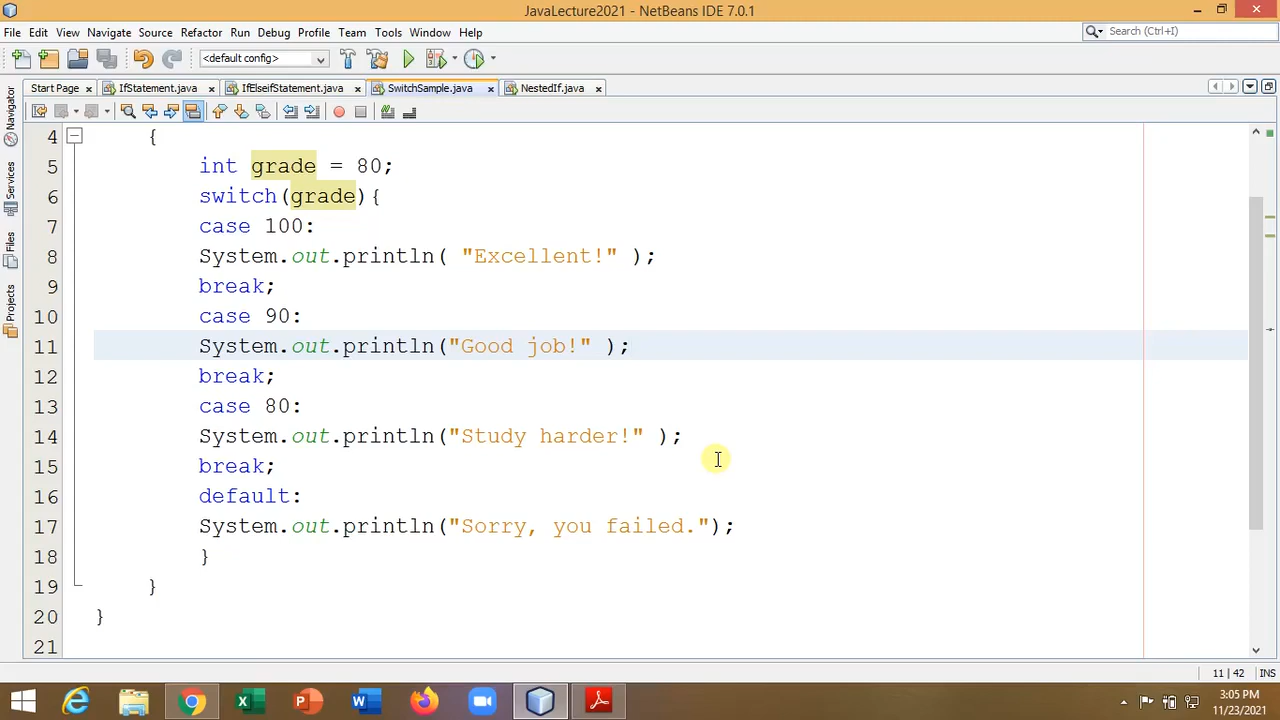 JavaLecture2021 - NetBeans IDE 7.0.1
File Edit View Navigate Source Refactor Run Debug Profile Team Tools Window Help
Search (Ctrl+I)
<default config>
Start Page IfStatement.java IfElseifStatement.java SwitchSample.java NestedIf.java
Navigator
Services
Files
Projects
4 {
5 int grade = 80;
6 switch(grade){
7 case 100:
8 System.out.println( "Excellent!" );
9 break;
10 case 90:
11 System.out.println("Good job!" );
12 break;
13 case 80:
14 System.out.println("Study harder!" );
15 break;
16 default:
17 System.out.println("Sorry, you failed.");
18 }
19 }
20 }
21
11 | 42 INS
3:05 PM
11/23/2021